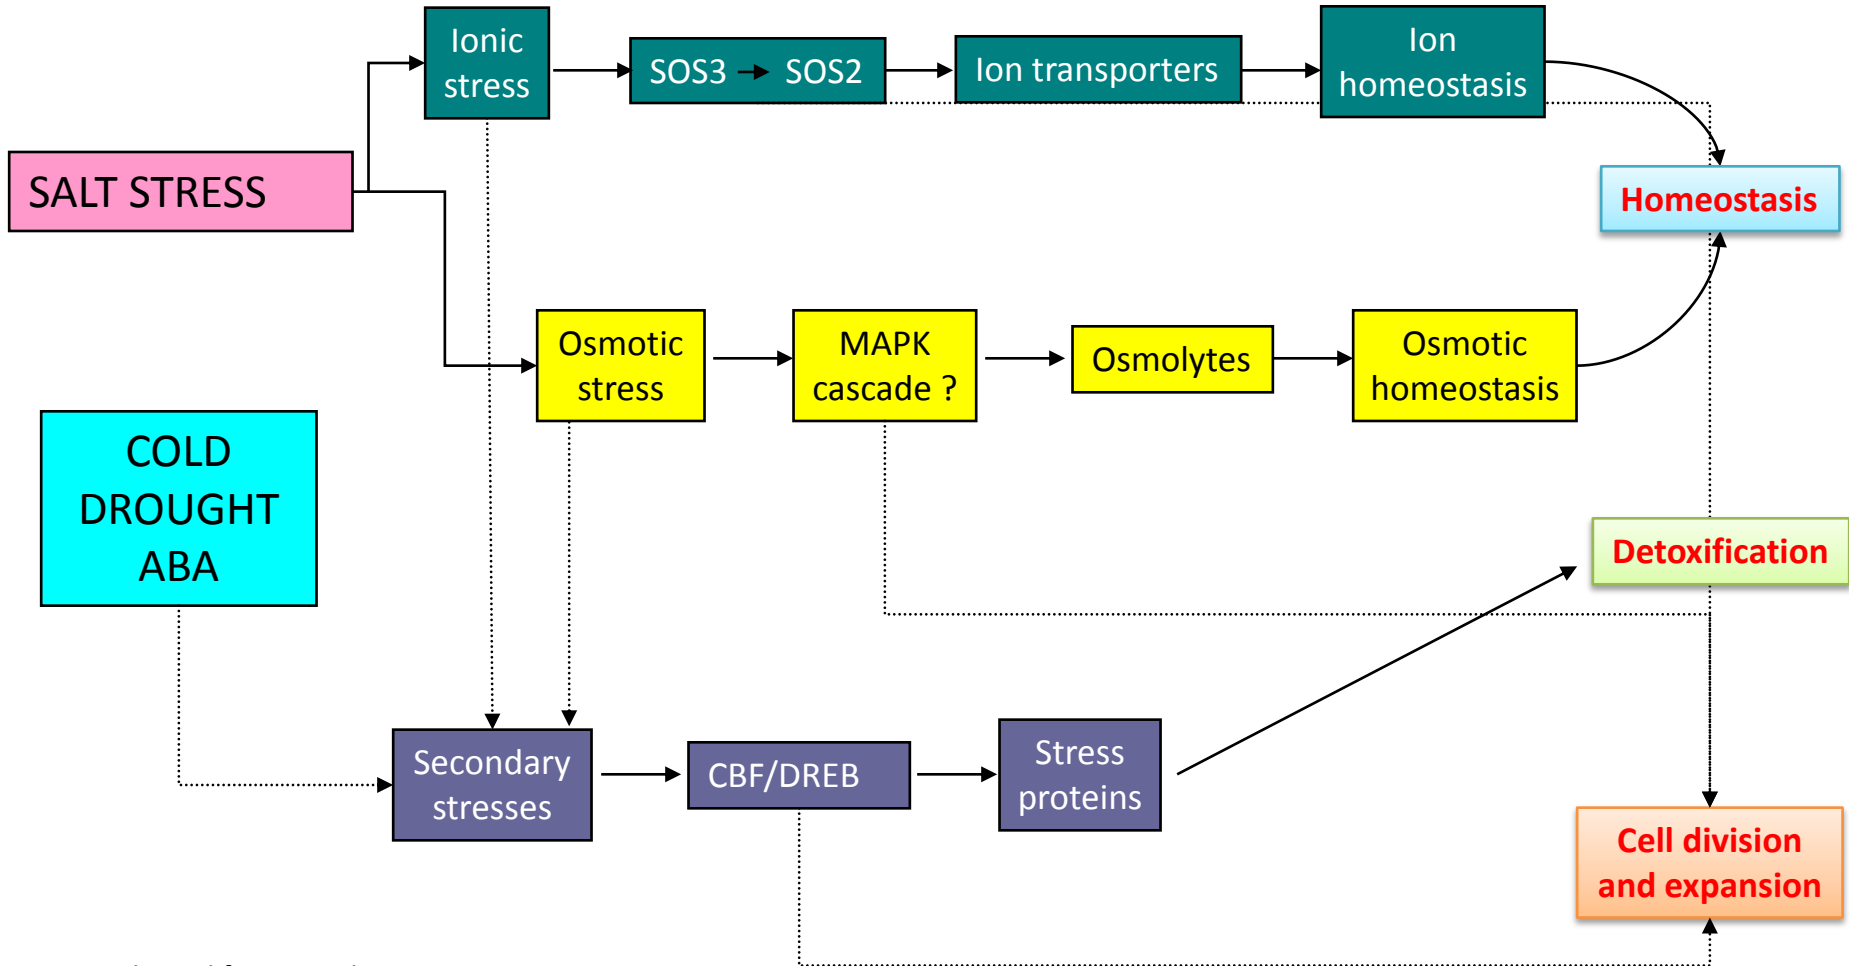 Ionic
stress
SOS3 SOS2
Ion transporters
Ion
homeostasis
SALT STRESS
Homeostasis
Osmotic
stress
MAPK
cascade ?
Osmolytes
Osmotic
homeostasis
COLD
DROUGHT
ABA
Detoxification
Secondary
stresses
CBF/DREB
Stress
proteins
Cell division
and expansion